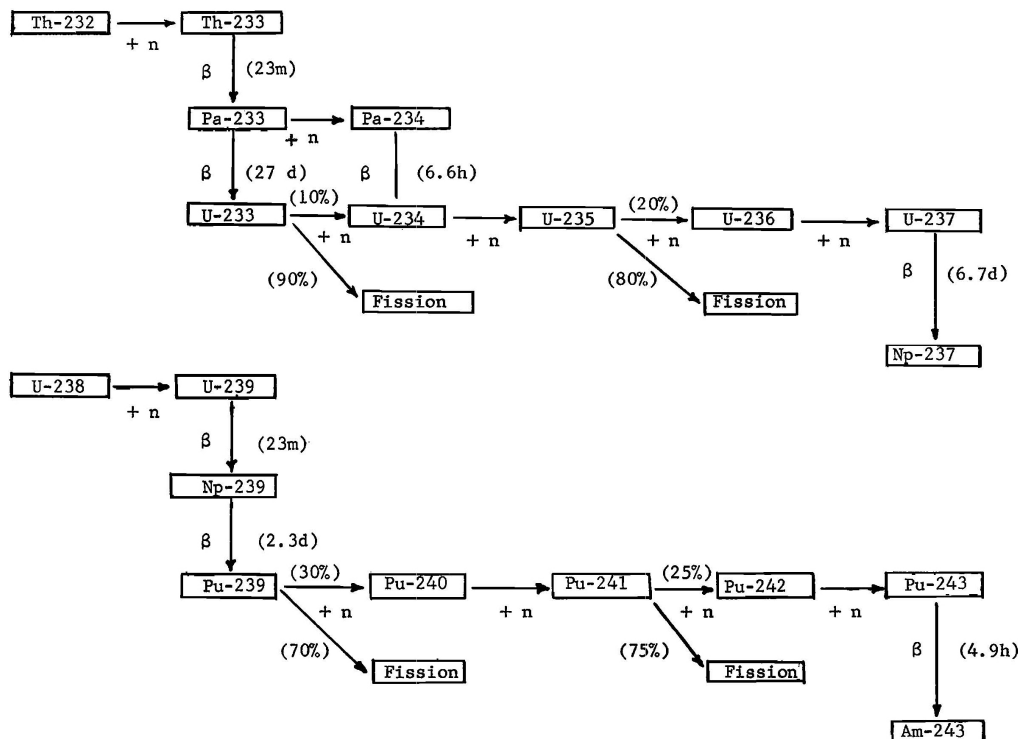 Th-232 Th-233
+ n
β (23m)
Pa-233 Pa-234
+ n
β (27 d) β (6.6h)
(10%) (20%)
U-233 U-234 U-235 U-236 U-237
+ n + n + n + n
(90%) (80%) β (6.7d)
Fission Fission
Np-237
U-238 U-239
+ n
β (23m)
Np-239
β (2.3d)
(30%) (25%)
Pu-239 Pu-240 Pu-241 Pu-242 Pu-243
+ n + n + n + n
(70%) (75%) β (4.9h)
Fission Fission
Am-243